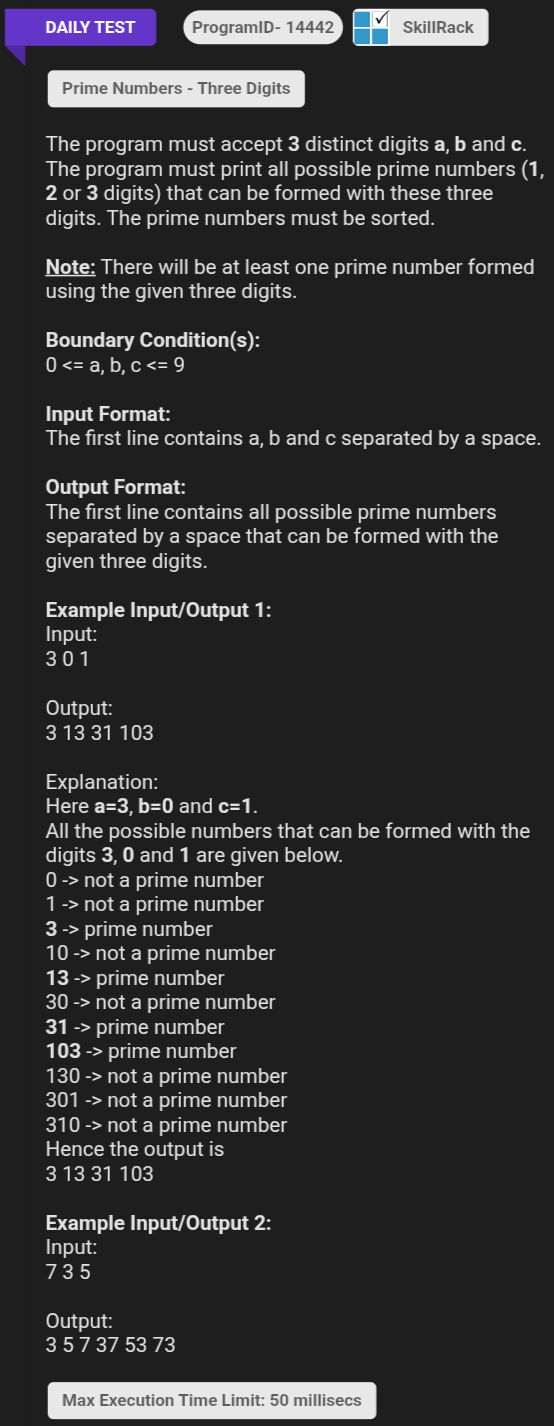 DAILY TEST
ProgramID- 14442
SkillRack
Prime Numbers - Three Digits
The program must accept 3 distinct digits a, b and c.
The program must print all possible prime numbers (1,
2 or 3 digits) that can be formed with these three
digits. The prime numbers must be sorted.
Note: There will be at least one prime number formed
using the given three digits.
Boundary Condition(s):
0 <= a, b, c <= 9
Input Format:
The first line contains a, b and c separated by a space.
Output Format:
The first line contains all possible prime numbers
separated by a space that can be formed with the
given three digits.
Example Input/Output 1:
Input:
3 0 1
Output:
3 13 31 103
Explanation:
Here a=3, b=0 and c=1.
All the possible numbers that can be formed with the
digits 3, 0 and 1 are given below.
0 -> not a prime number
1 -> not a prime number
3 -> prime number
10 -> not a prime number
13 -> prime number
30 -> not a prime number
31 -> prime number
103 -> prime number
130 -> not a prime number
301 -> not a prime number
310 -> not a prime number
Hence the output is
3 13 31 103
Example Input/Output 2:
Input:
7 3 5
Output:
3 5 7 37 53 73
Max Execution Time Limit: 50 millisecs